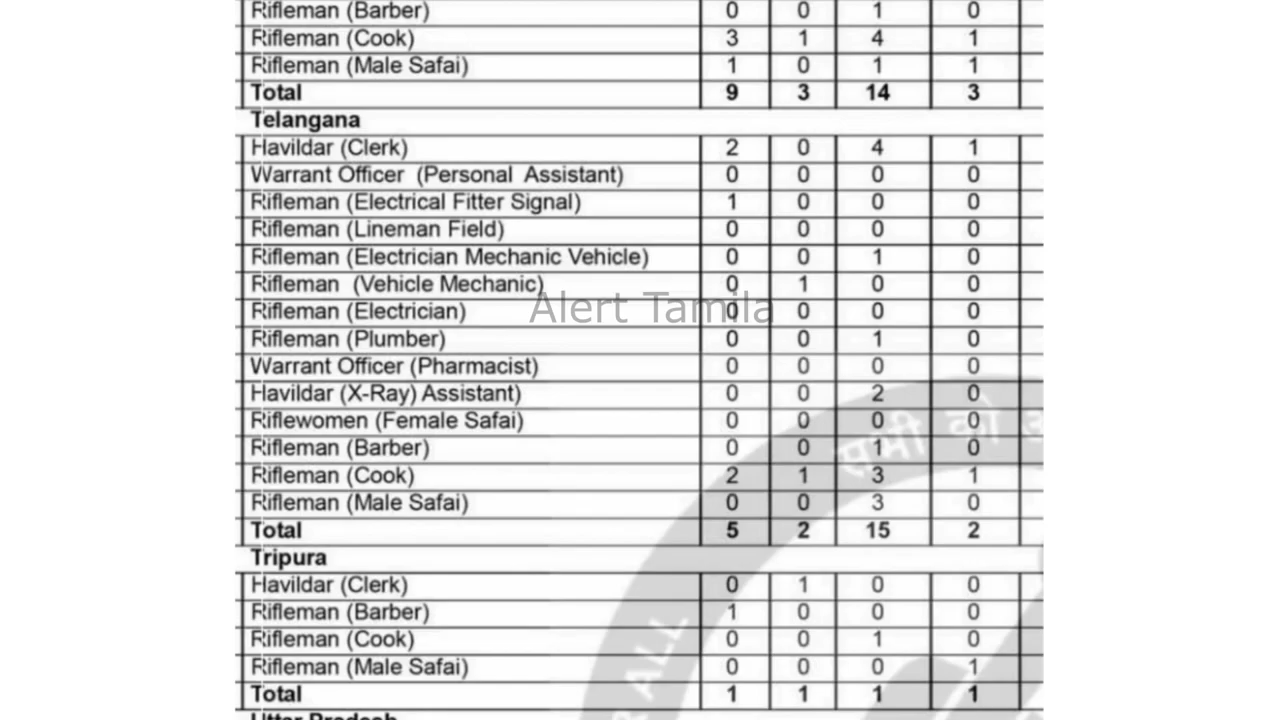 Rifleman (Barber) 0 0 1 0
Rifleman (Cook) 3 1 4 1
Rifleman (Male Safai) 1 0 1 1
Total 9 3 14 3
Telangana
Havildar (Clerk) 2 0 4 1
Warrant Officer (Personal Assistant) 0 0 0 0
Rifleman (Electrical Fitter Signal) 1 0 0 0
Rifleman (Lineman Field) 0 0 0 0
Rifleman (Electrician Mechanic Vehicle) 0 0 1 0
Rifleman (Vehicle Mechanic) 0 1 0 0
Alert Tamila
Rifleman (Electrician) 0 0 0 0
Rifleman (Plumber) 0 0 1 0
Warrant Officer (Pharmacist) 0 0 0 0
Havildar (X-Ray) Assistant) 0 0 2 0
Riflewomen (Female Safai) 0 0 0 0
सभी को
Rifleman (Barber) 0 0 1 0
Rifleman (Cook) 2 1 3 1
Rifleman (Male Safai) 0 0 3 0
Total 5 2 15 2
Tripura
Havildar (Clerk) 0 1 0 0
Rifleman (Barber) 1 0 0 0
Rifleman (Cook) 0 0 1 0
Rifleman (Male Safai) 0 0 0 1
ALL
Total 1 1 1 1
Uttar Pradesh